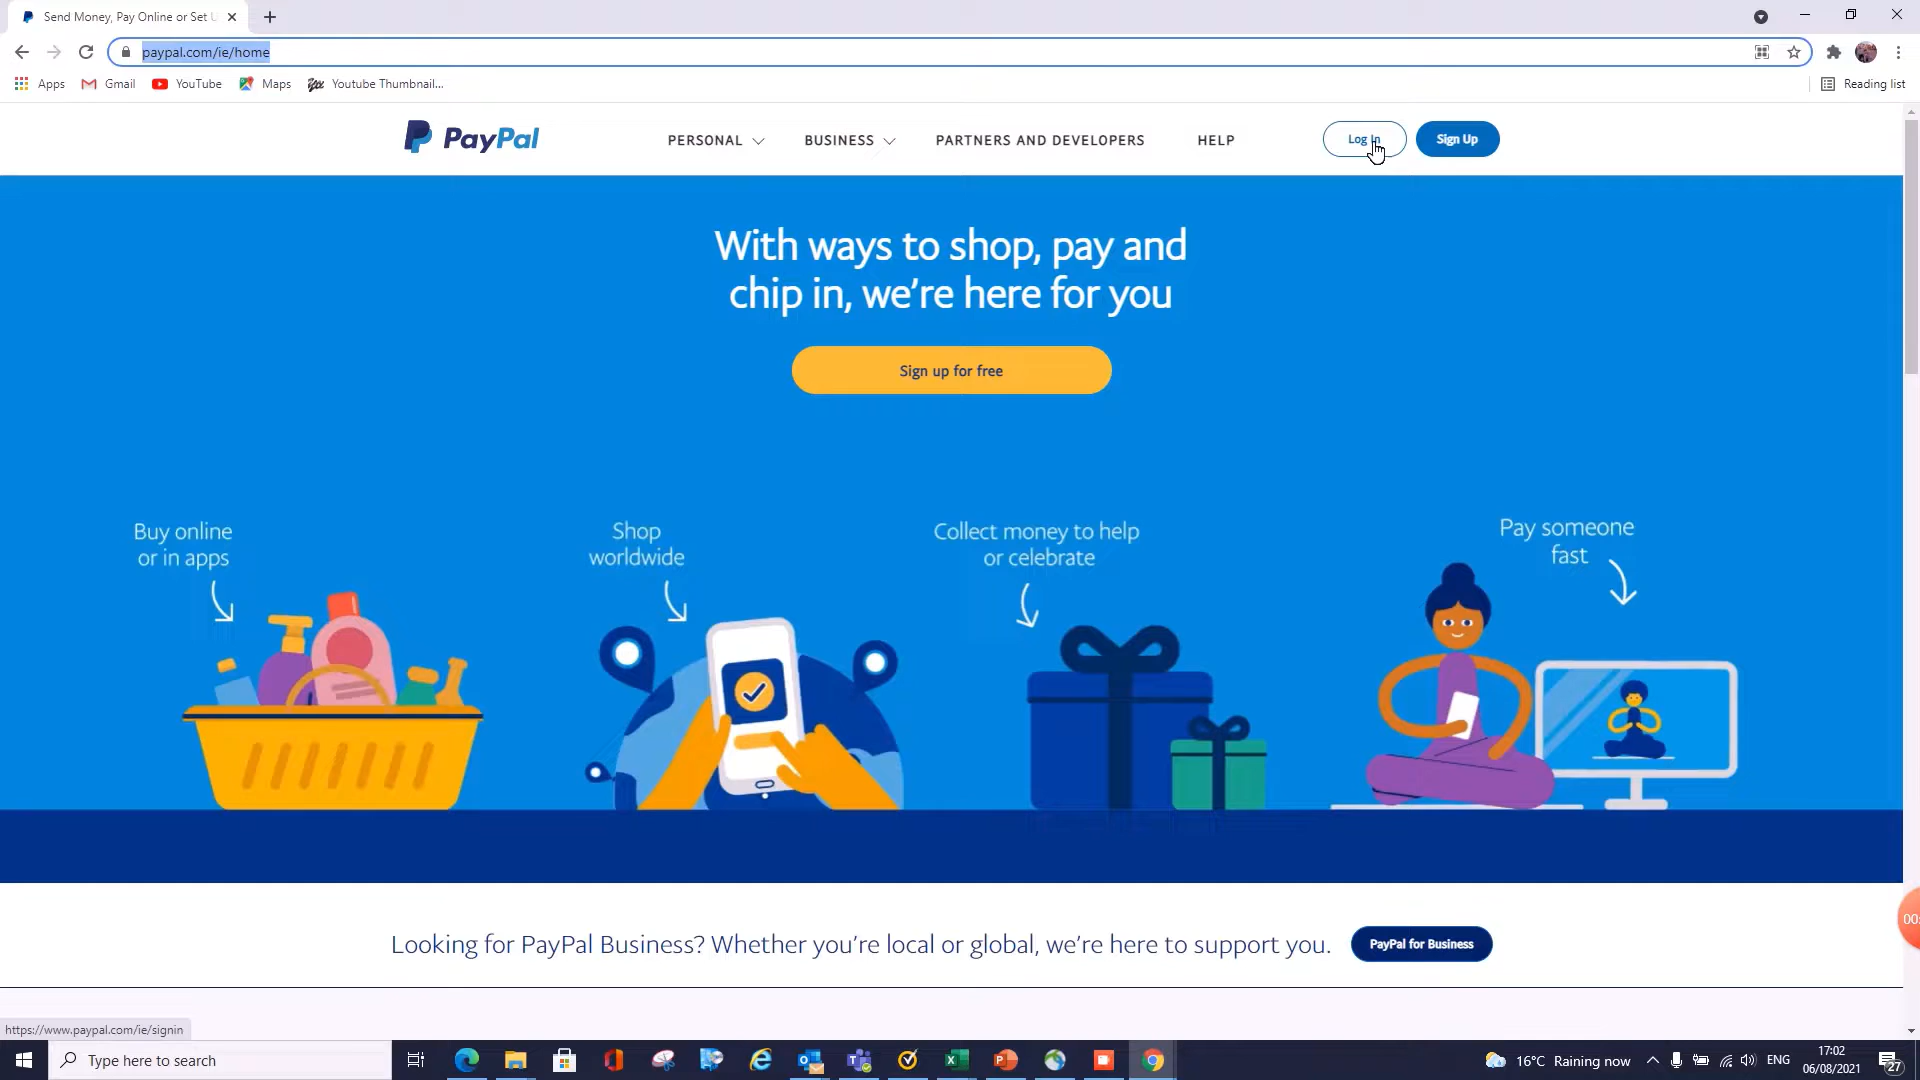 Send Money, Pay Online or Set U
paypal.com/ie/home
Apps
Gmail
YouTube
Maps
Youtube Thumbnail...
Reading list
PayPal
PERSONAL
BUSINESS
PARTNERS AND DEVELOPERS
HELP
Log In
Sign Up
With ways to shop, pay and
chip in, we're here for you
Sign up for free
Buy online
or in apps
Shop
worldwide
Collect money to help
or celebrate
Pay someone
fast
Looking for PayPal Business? Whether you're local or global, we're here to support you.
PayPal for Business
00:
https://www.paypal.com/ie/signin
Type here to search
16°C Raining now
ENG
17:02
06/08/2021
27